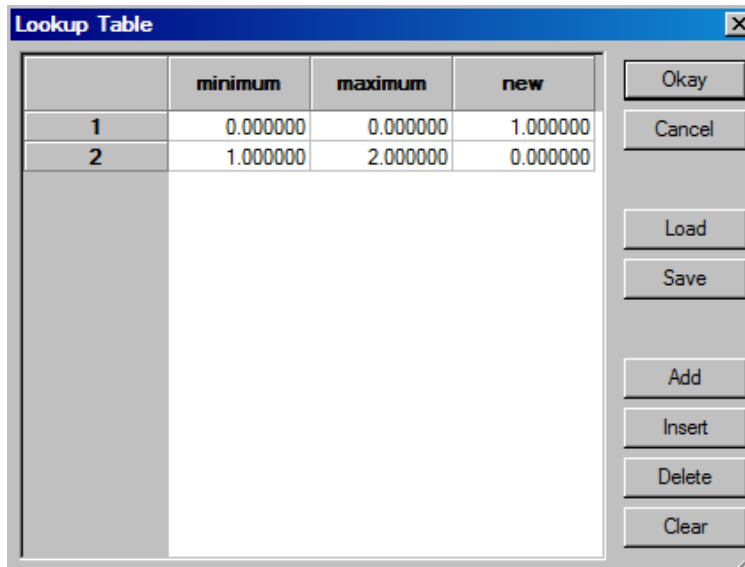 Lookup Table
minimum maximum new
1 0.000000 0.000000 1.000000
2 1.000000 2.000000 0.000000
Okay
Cancel
Load
Save
Add
Insert
Delete
Clear